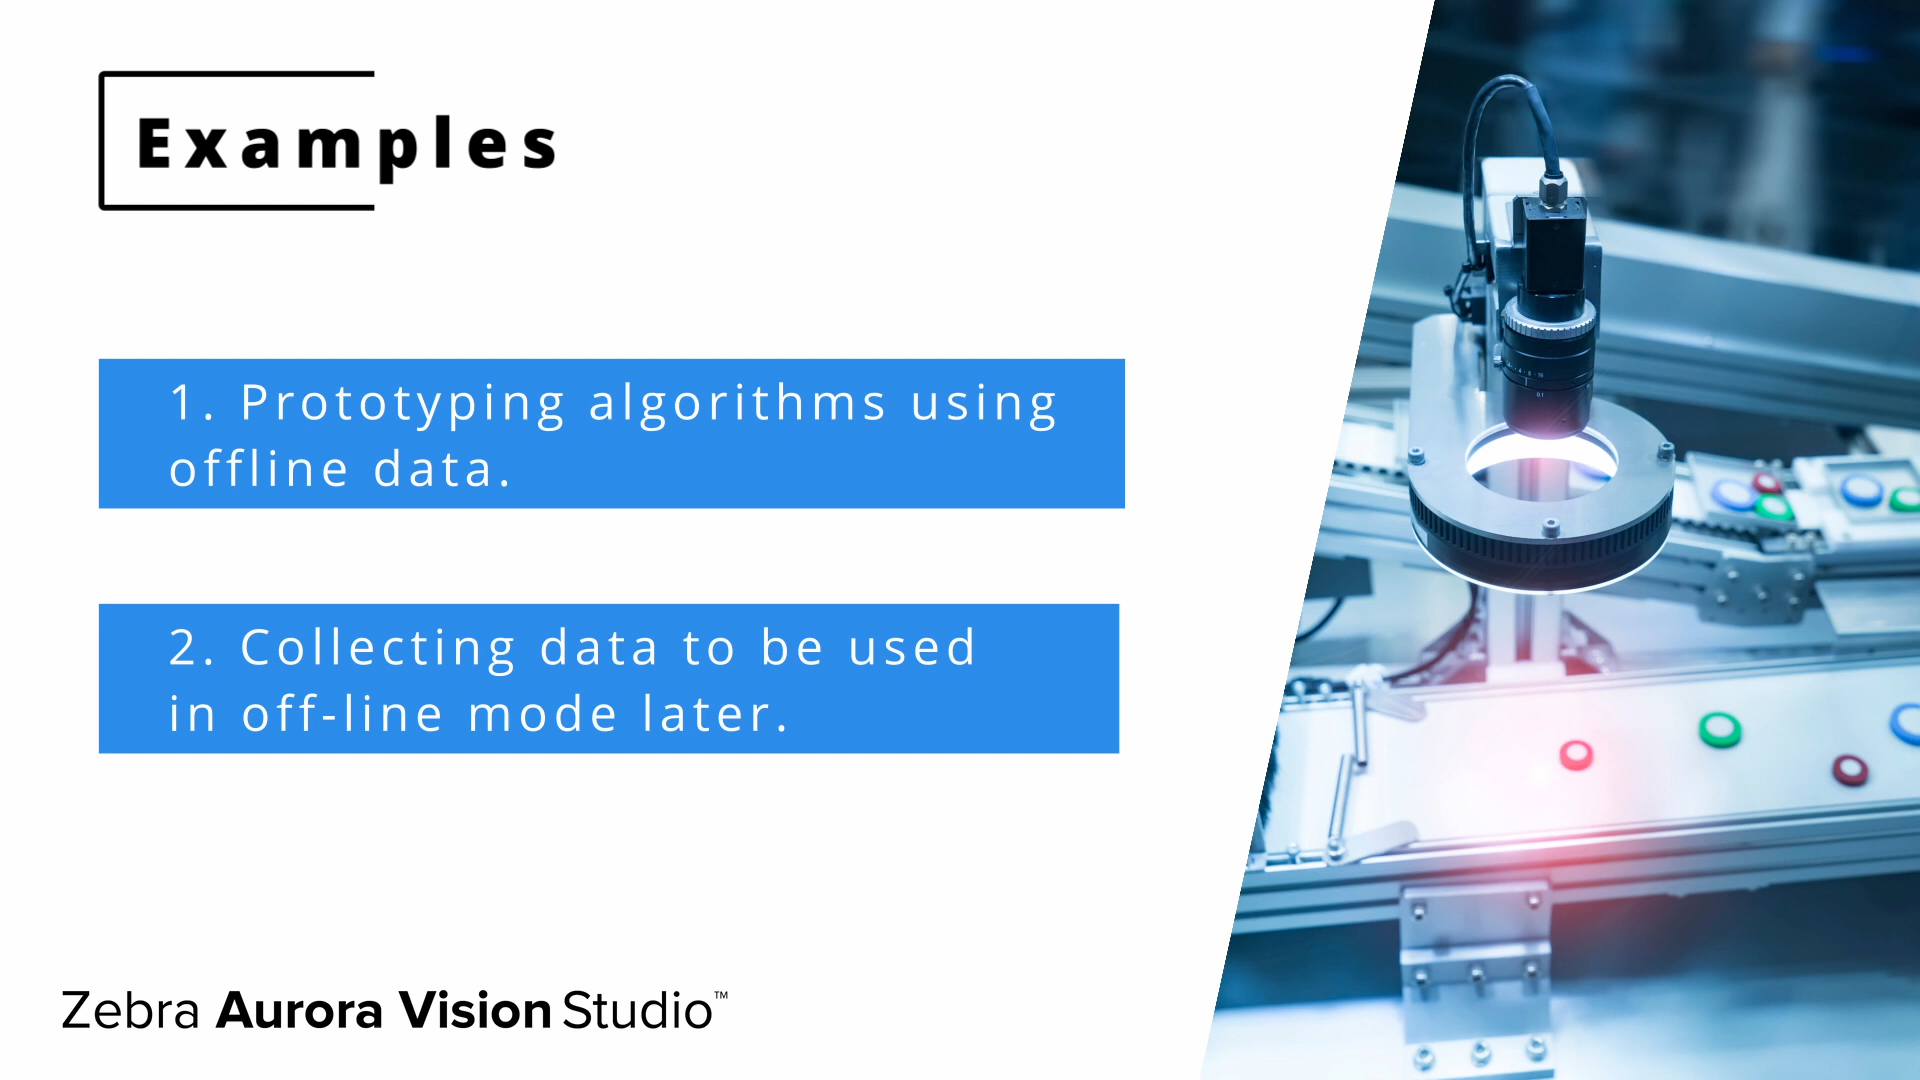 Examples
1. Prototyping algorithms using
offline data.
2. Collecting data to be used
in off-line mode later.
Zebra Aurora Vision Studio™